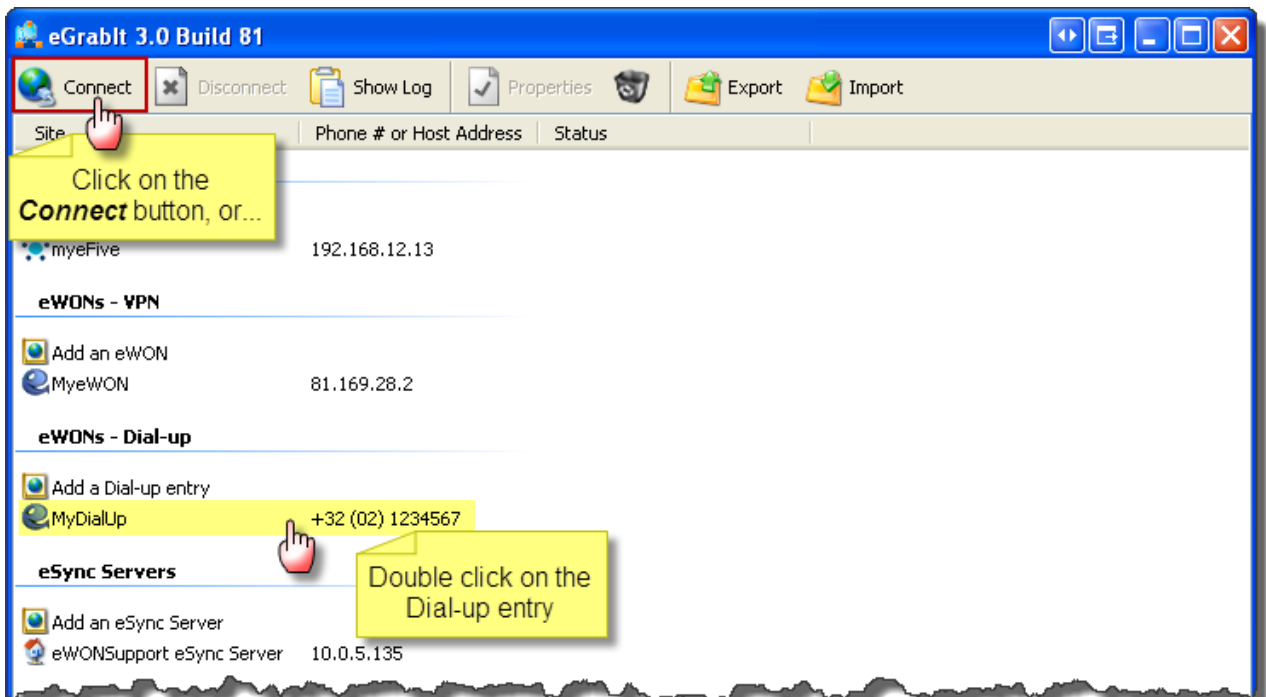 eGrabIt 3.0 Build 81
Connect Disconnect Show Log Properties Export Import
Site Phone # or Host Address Status
Click on the
Connect button, or...
myeFive 192.168.12.13
eWONs - VPN
Add an eWON
MyeWON 81.169.28.2
eWONs - Dial-up
Add a Dial-up entry
MyDialUp +32 (02) 1234567
eSync Servers
Double click on the
Dial-up entry
Add an eSync Server
eWONSupport eSync Server 10.0.5.135